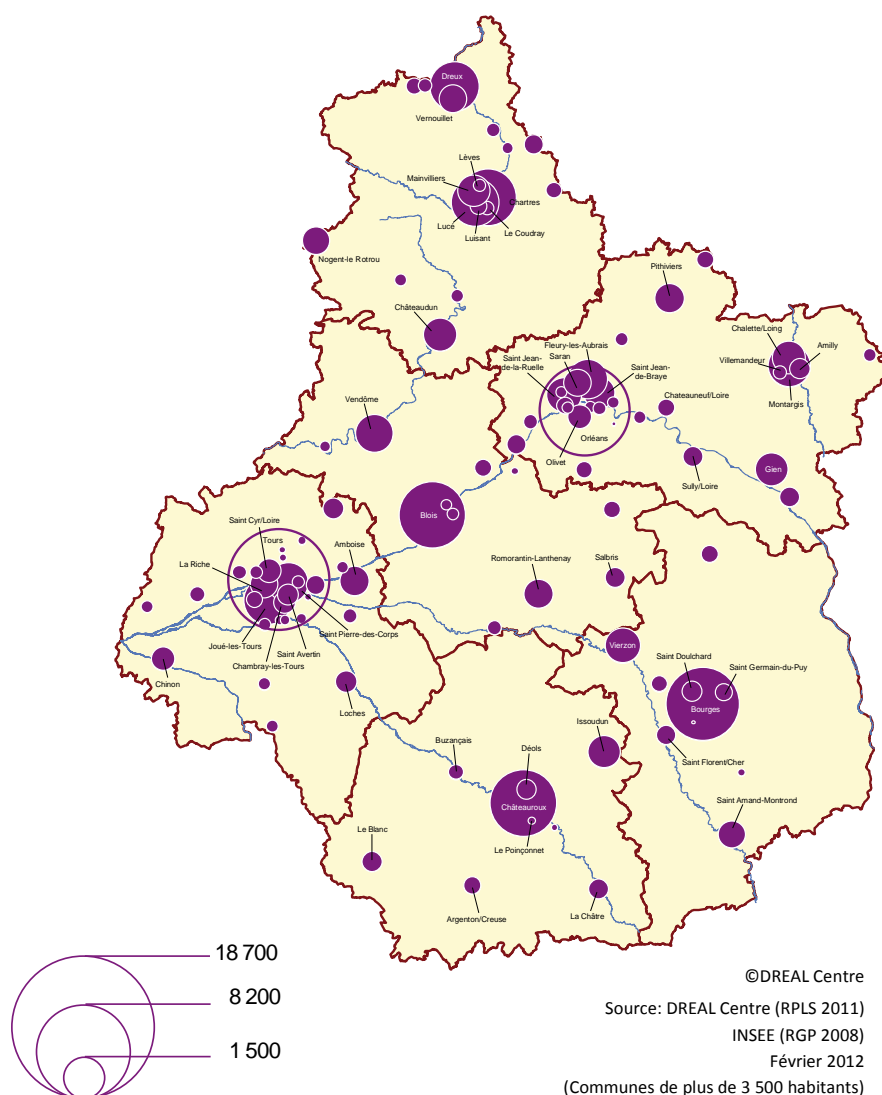 Dreux
Vernouillet
Lèves
Mainvilliers
Chartres
Lucé
Le Coudray
Luisant
Nogent-le Rotrou
Pithiviers
Châteaudun
Chalette/Loing
Fleury-les-Aubrais
Saint Jean-
de-la-Ruelle
Saran
Saint Jean-
de-Braye
Villemandeur
Amilly
Montargis
Chateauneuf/Loire
Vendôme
Orléans
Olivet
Gien
Sully/Loire
Blois
Saint Cyr/Loire
Tours
Amboise
La Riche
Romorantin-Lanthenay
Salbris
Saint Pierre-des-Corps
Joué-les-Tours
Saint Avertin
Chambray-les-Tours
Vierzon
Saint Doulchard
Saint Germain-du-Puy
Chinon
Bourges
Loches
Issoudun
Buzançais
Déols
Saint Florent/Cher
Châteauroux
Saint Amand-Montrond
Le Blanc
Le Poinçonnet
Argenton/Creuse
La Châtre
18 700
8 200
1 500
©DREAL Centre
Source: DREAL Centre (RPLS 2011)
INSEE (RGP 2008)
Février 2012
(Communes de plus de 3 500 habitants)